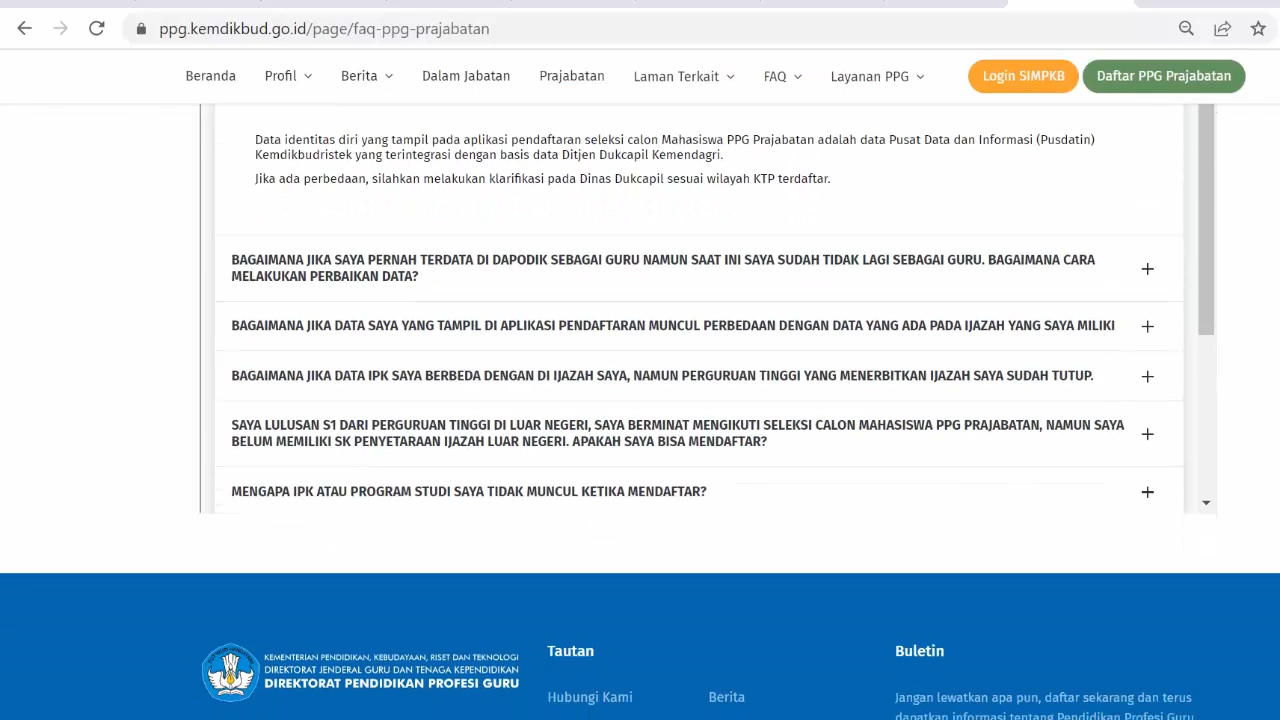 ppg.kemdikbud.go.id/page/faq-ppg-prajabatan
Beranda Profil Berita Dalam Jabatan Prajabatan Laman Terkait FAQ Layanan PPG Login SIMPKB Daftar PPG Prajabatan
Data identitas diri yang tampil pada aplikasi pendaftaran seleksi calon Mahasiswa PPG Prajabatan adalah data Pusat Data dan Informasi (Pusdatin)
Kemdikbudristek yang terintegrasi dengan basis data Ditjen Dukcapil Kemendagri.
Jika ada perbedaan, silahkan melakukan klarifikasi pada Dinas Dukcapil sesuai wilayah KTP terdaftar.
BAGAIMANA JIKA SAYA PERNAH TERDATA DI DAPODIK SEBAGAI GURU NAMUN SAAT INI SAYA SUDAH TIDAK LAGI SEBAGAI GURU. BAGAIMANA CARA
MELAKUKAN PERBAIKAN DATA?
BAGAIMANA JIKA DATA SAYA YANG TAMPIL DI APLIKASI PENDAFTARAN MUNCUL PERBEDAAN DENGAN DATA YANG ADA PADA IJAZAH YANG SAYA MILIKI
BAGAIMANA JIKA DATA IPK SAYA BERBEDA DENGAN DI IJAZAH SAYA, NAMUN PERGURUAN TINGGI YANG MENERBITKAN IJAZAH SAYA SUDAH TUTUP.
SAYA LULUSAN S1 DARI PERGURUAN TINGGI DI LUAR NEGERI, SAYA BERMINAT MENGIKUTI SELEKSI CALON MAHASISWA PPG PRAJABATAN, NAMUN SAYA
BELUM MEMILIKI SK PENYETARAAN IJAZAH LUAR NEGERI. APAKAH SAYA BISA MENDAFTAR?
MENGAPA IPK ATAU PROGRAM STUDI SAYA TIDAK MUNCUL KETIKA MENDAFTAR?
KEMENTERIAN PENDIDIKAN, KEBUDAYAAN, RISET DAN TEKNOLOGI
DIREKTORAT JENDERAL GURU DAN TENAGA KEPENDIDIKAN
DIREKTORAT PENDIDIKAN PROFESI GURU
Tautan
Hubungi Kami Berita
Buletin
Jangan lewatkan apa pun, daftar sekarang dan terus
dapatkan informasi tentang Pendidikan Profesi Guru